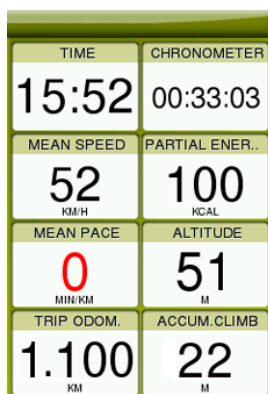 TIME CHRONOMETER
15:52 00:33:03
MEAN SPEED PARTIAL ENER..
52 100
KM/H KCAL
MEAN PACE ALTITUDE
0 51
MIN/KM M
TRIP ODOM. ACCUM.CLIMB
1.100 22
KM M